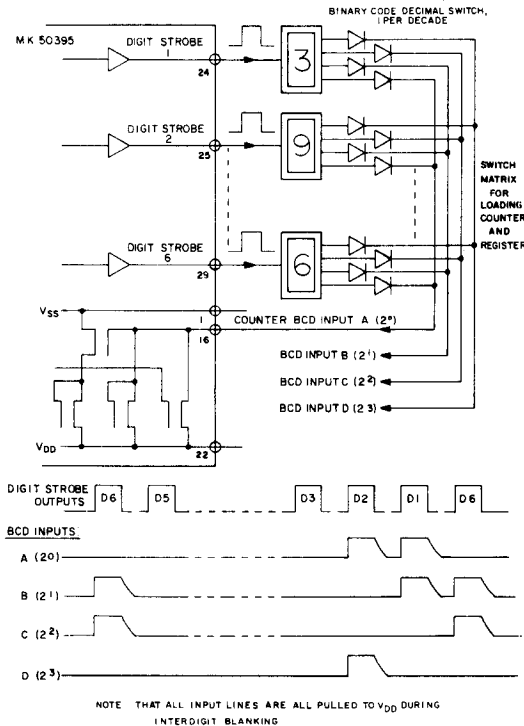 BINARY CODE DECIMAL SWITCH,
1 PER DECADE
MK 50395
DIGIT STROBE
1
24
3
DIGIT STROBE
2
25
9
SWITCH
MATRIX
FOR
LOADING
COUNTER
AND
REGISTER
DIGIT STROBE
6
29
6
VSS
1
COUNTER BCD INPUT A (2⁰)
16
BCD INPUT B (2¹)
BCD INPUT C (2²)
BCD INPUT D (2³)
VDD
22
DIGIT STROBE
OUTPUTS
D6 D5 D3 D2 D1 D6
BCD INPUTS
A (20)
B (2¹)
C (2²)
D (2³)
NOTE THAT ALL INPUT LINES ARE ALL PULLED TO VDD DURING
INTERDIGIT BLANKING